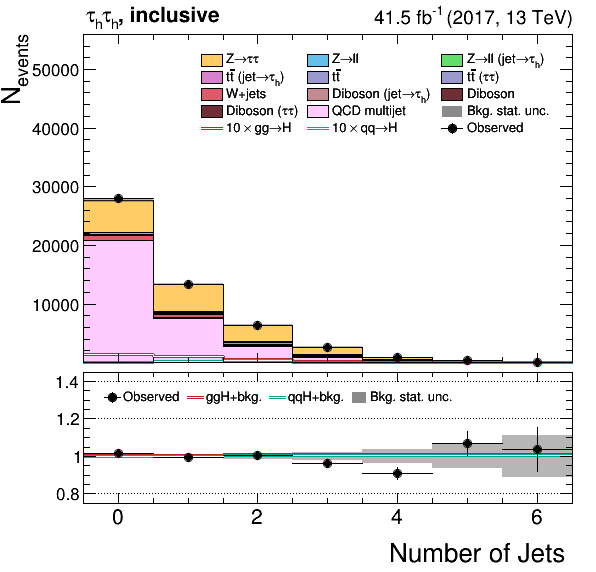 τhτh, inclusive 41.5 fb-1 (2017, 13 TeV)
Nevents
Z→ττ Z→ll Z→ll (jet→τh)
tt̄ (jet→τh) tt̄ tt̄ (ττ)
W+jets Diboson (jet→τh) Diboson
Diboson (ττ) QCD multijet Bkg. stat. unc.
10 × gg→H 10 × qq→H Observed
50000
40000
30000
20000
10000
1.4
Observed ggH+bkg. qqH+bkg. Bkg. stat. unc.
1.2
1
0.8
0 2 4 6
Number of Jets